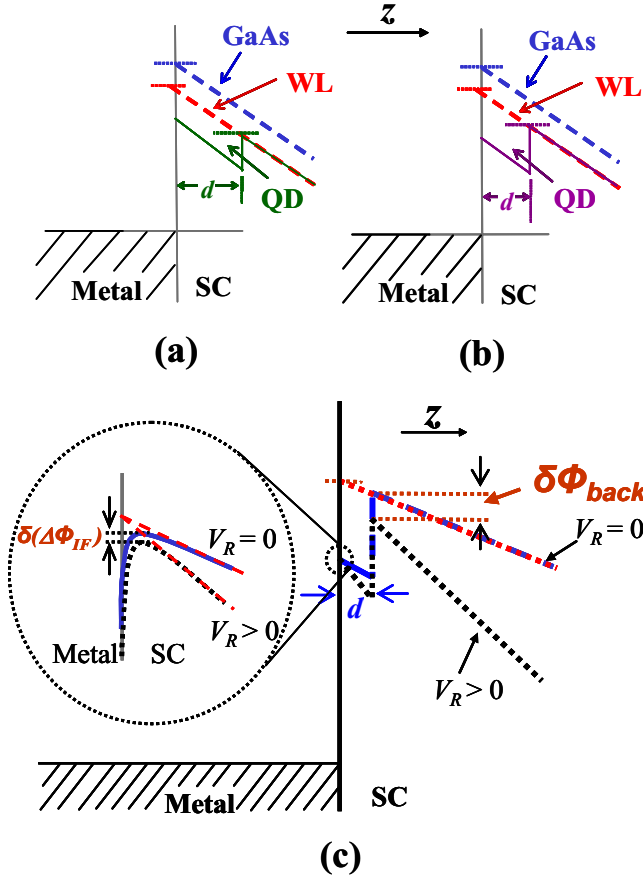 z
GaAs
WL
d
QD
Metal
SC
(a)
GaAs
WL
d
QD
Metal
SC
(b)
z
δΦback
δ(ΔΦIF)
VR = 0
VR = 0
d
VR > 0
Metal
SC
VR > 0
Metal
SC
(c)